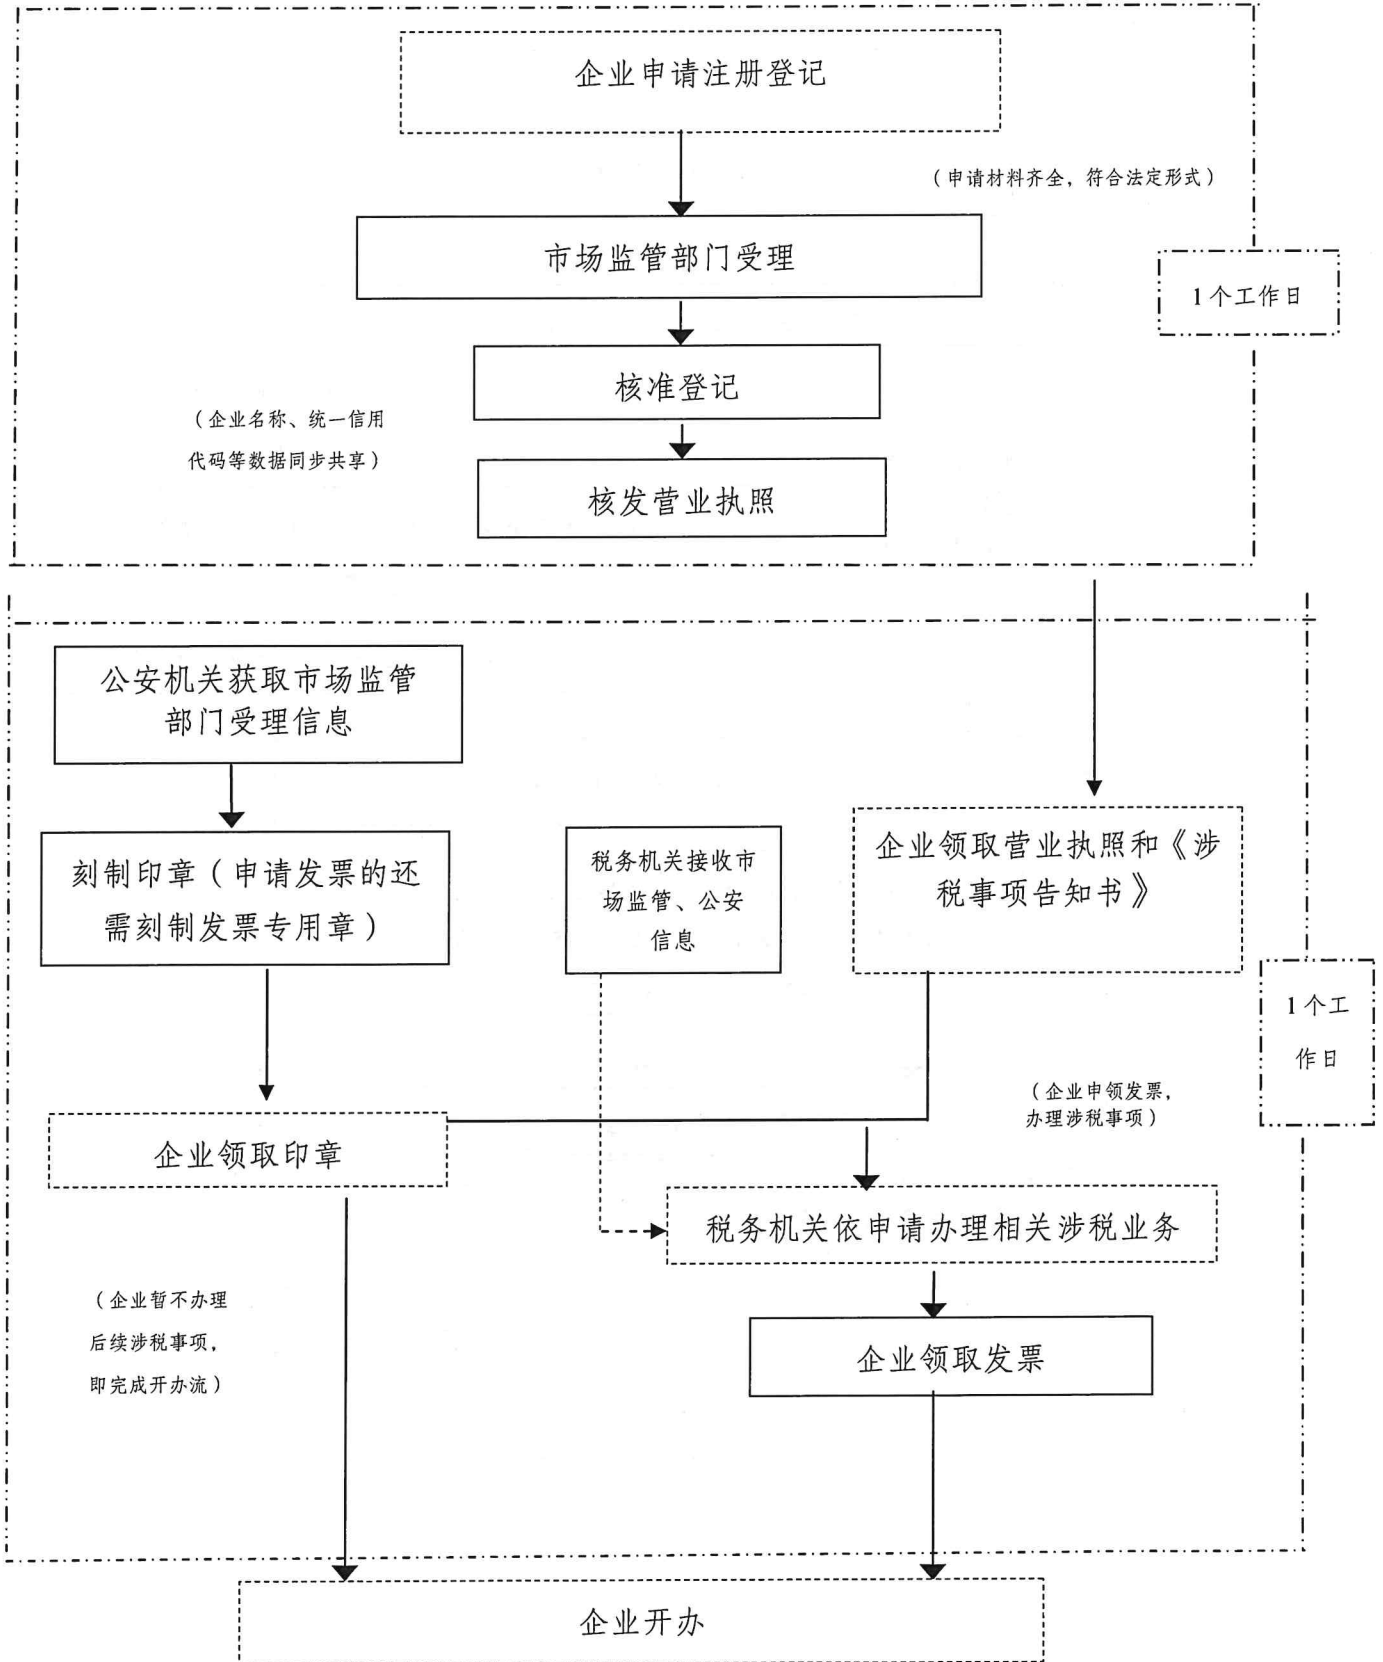 企业申请注册登记
（申请材料齐全，符合法定形式）
市场监管部门受理
1个工作日
核准登记
（企业名称、统一信用
代码等数据同步共享）
核发营业执照
公安机关获取市场监管
部门受理信息
刻制印章（申请发票的还
需刻制发票专用章）
税务机关接收市
场监管、公安
信息
企业领取营业执照和《涉
税事项告知书》
1个工
作日
（企业申领发票，
办理涉税事项）
企业领取印章
税务机关依申请办理相关涉税业务
（企业暂不办理
后续涉税事项，
即完成开办流）
企业领取发票
企业开办